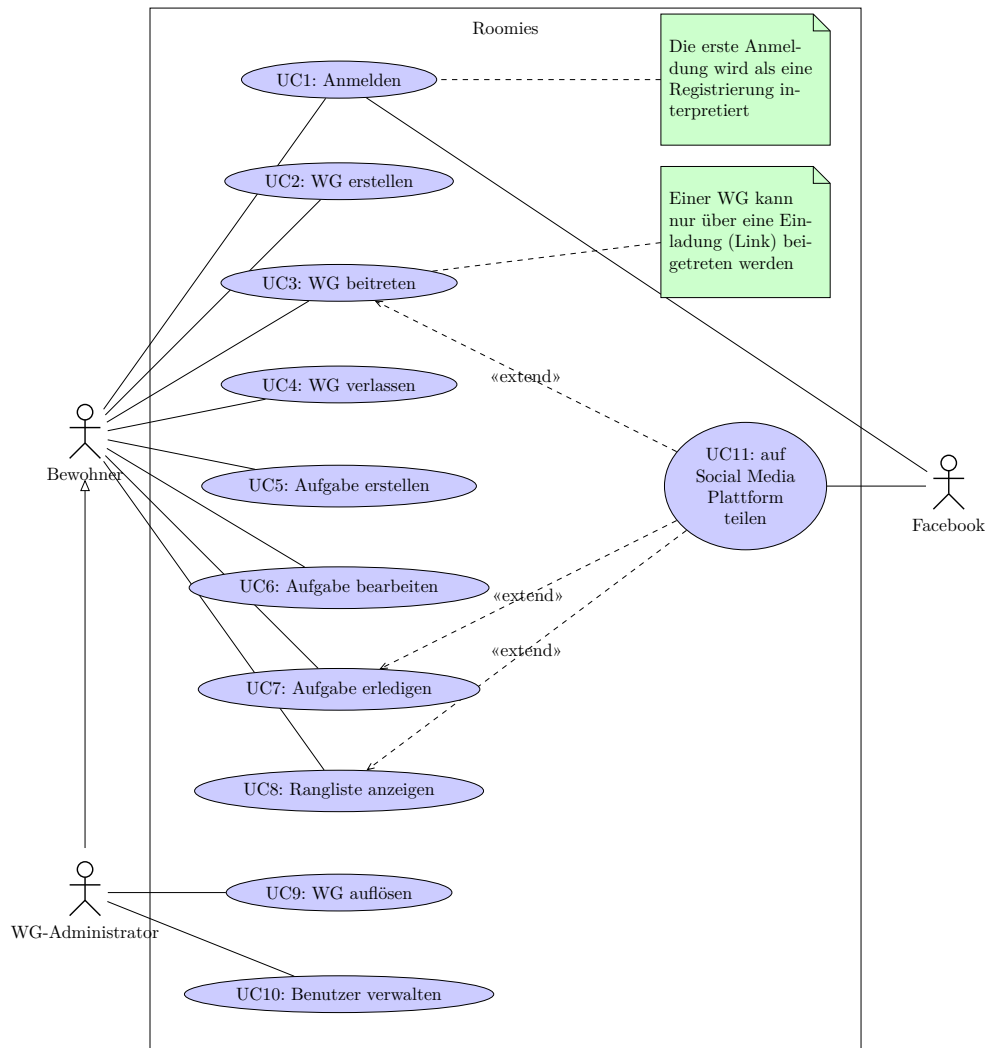 Roomies
Die erste Anmel-
dung wird als eine
Registrierung in-
terpretiert
UC1: Anmelden
UC2: WG erstellen
Einer WG kann
nur über eine Ein-
ladung (Link) bei-
getreten werden
UC3: WG beitreten
«extend»
UC4: WG verlassen
Bewohner
UC11: auf
Social Media
Plattform
teilen
UC5: Aufgabe erstellen
Facebook
UC6: Aufgabe bearbeiten
«extend»
«extend»
UC7: Aufgabe erledigen
UC8: Rangliste anzeigen
UC9: WG auflösen
WG-Administrator
UC10: Benutzer verwalten